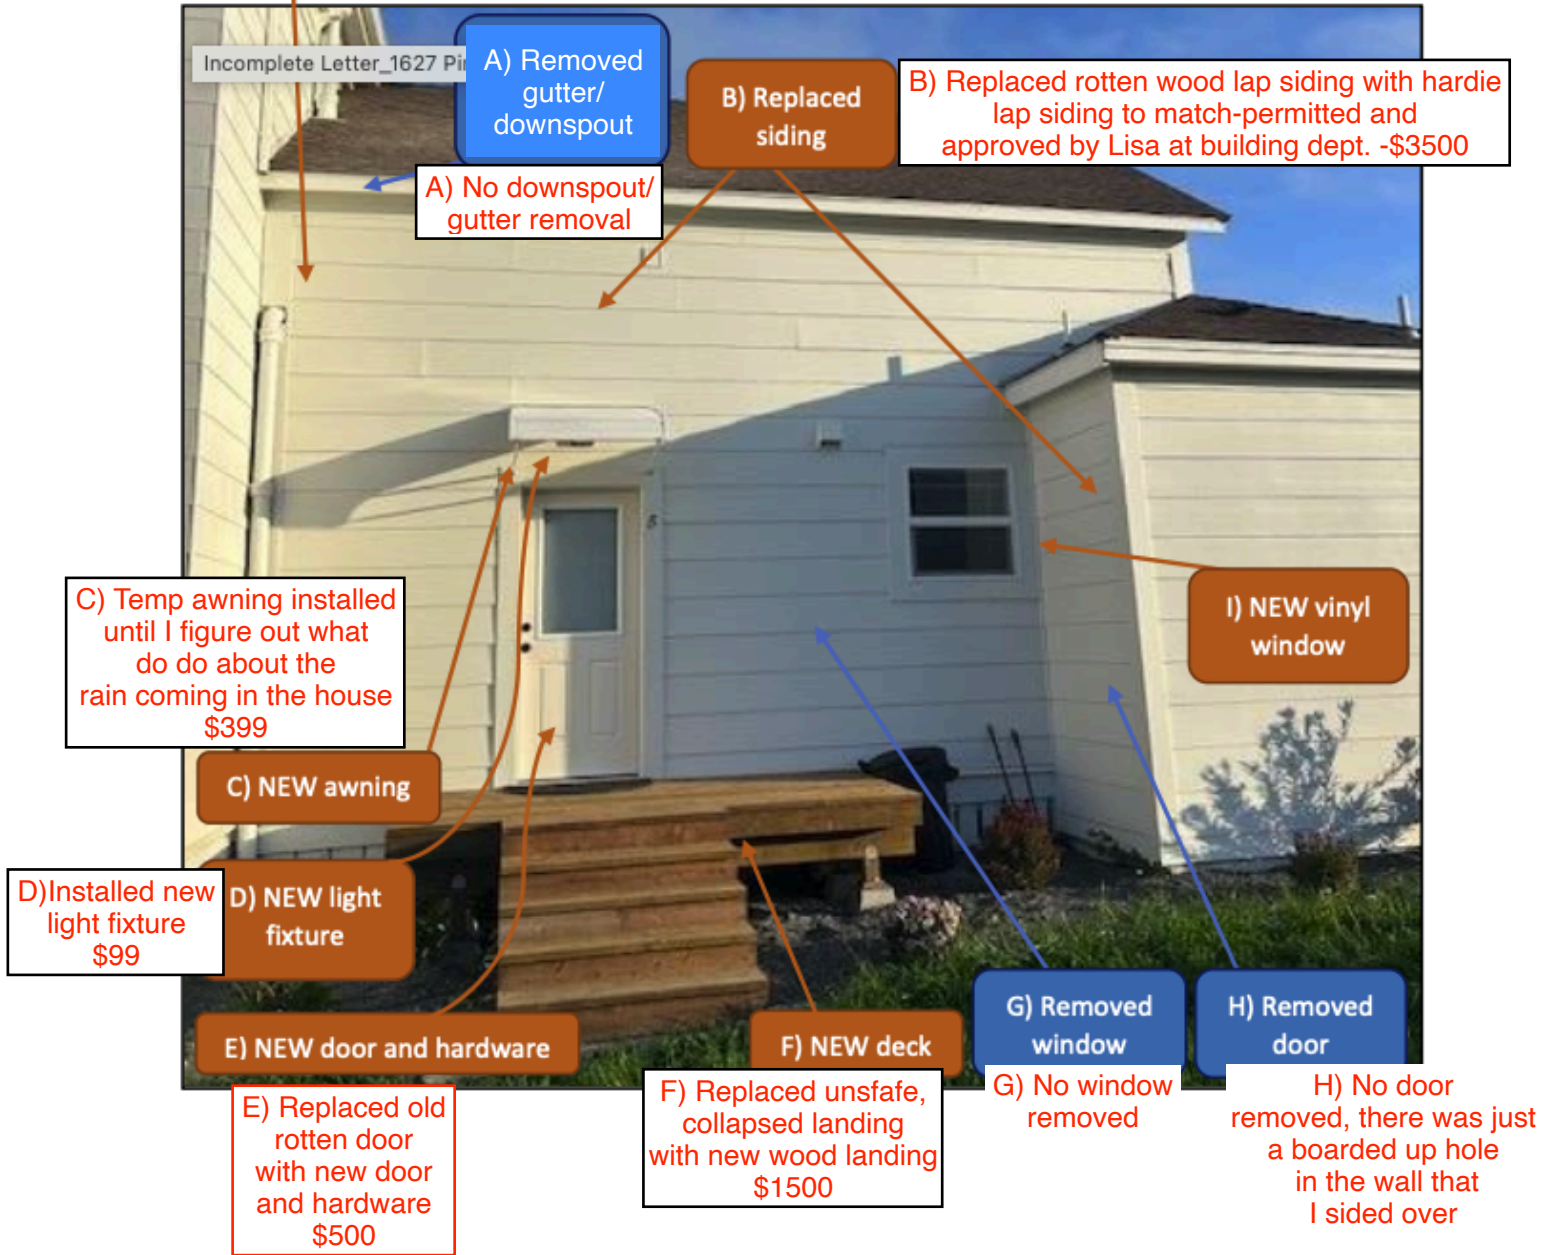 Incomplete Letter_1627 Pi
A) Removed
gutter/
downspout
B) Replaced
siding
B) Replaced rotten wood lap siding with hardie
lap siding to match-permitted and
approved by Lisa at building dept. -$3500
A) No downspout/
gutter removal
C) Temp awning installed
until I figure out what
do do about the
rain coming in the house
$399
I) NEW vinyl
window
C) NEW awning
D)Installed new
light fixture
$99
D) NEW light
fixture
E) NEW door and hardware
F) NEW deck
G) Removed
window
H) Removed
door
E) Replaced old
rotten door
with new door
and hardware
$500
F) Replaced unsfafe,
collapsed landing
with new wood landing
$1500
G) No window
removed
H) No door
removed, there was just
a boarded up hole
in the wall that
I sided over